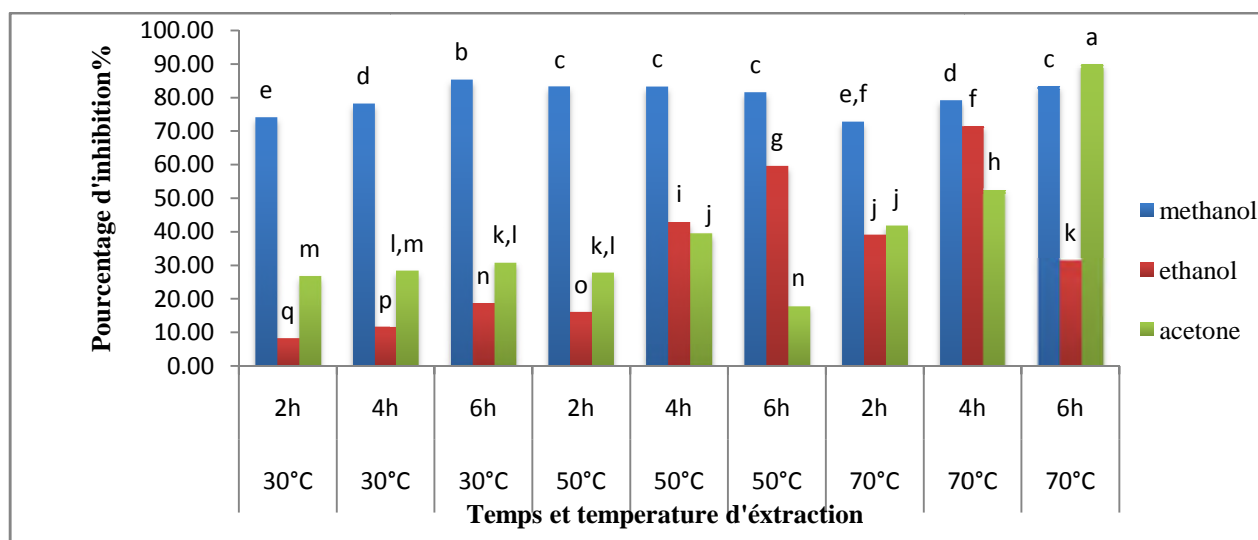 Pourcentage d'inhibition%
100.00
90.00
80.00
70.00
60.00
50.00
40.00
30.00
20.00
10.00
0.00
e
q
m
d
p
l,m
b
n
k,l
c
o
k,l
c
i
j
c
g
n
e,f
j
j
d
f
h
c
k
a
2h 4h 6h 2h 4h 6h 2h 4h 6h
30°C 30°C 30°C 50°C 50°C 50°C 70°C 70°C 70°C
Temps et temperature d'éxtraction
methanol
ethanol
acetone